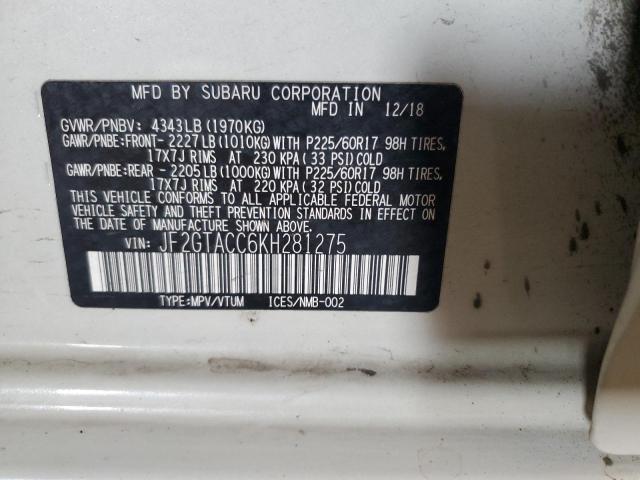 MFD BY SUBARU CORPORATION
MFD IN 12/18
GVWR/PNBV: 4343LB(1970KG)
GAWR/PNBE:FRONT- 2227LB(1010KG)WITH P225/60R17 98H TIRES,
17X7J RIMS AT 230 KPA(33 PSI)COLD
GAWR/PNBE:REAR - 2205LB(1000KG)WITH P225/60R17 98H TIRES,
17X7J RIMS AT 220 KPA(32 PSI)COLD
THIS VEHICLE CONFORMS TO ALL APPLICABLE FEDERAL MOTOR
VEHICLE SAFETY AND THEFT PREVENTION STANDARDS IN EFFECT ON
THE DATE OF MANUFACTURE SHOWN ABOVE.
VIN: JF2GTACC6KH281275
TYPE:MPV/VTUM ICES/NMB-002